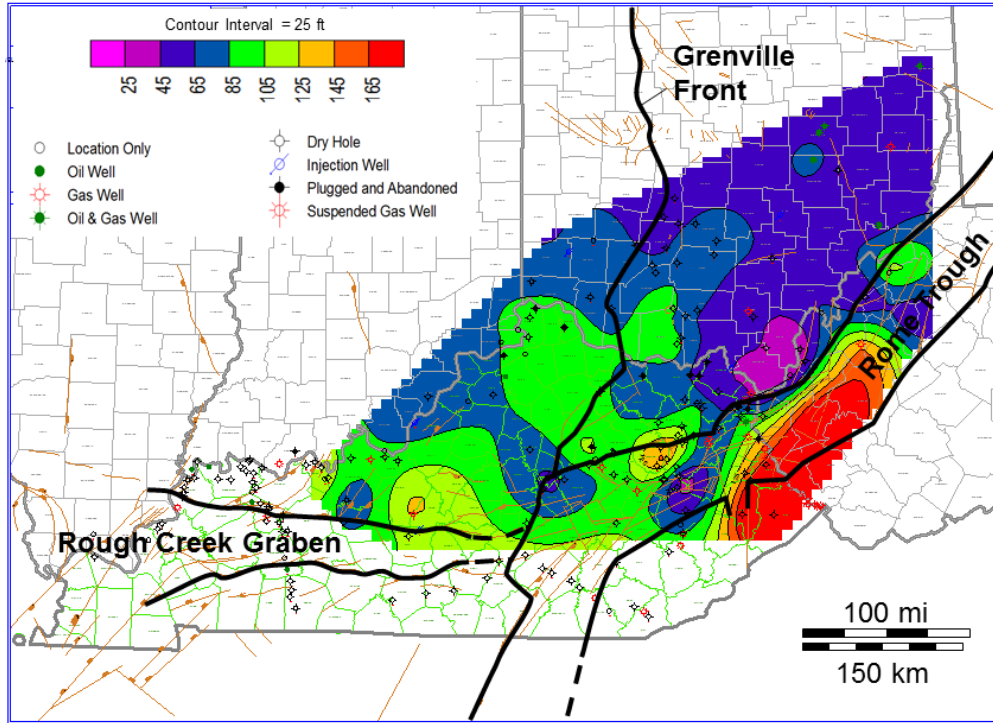 Contour Interval = 25 ft
25 45 65 85 105 125 145 165
Location Only
Oil Well
Gas Well
Oil & Gas Well
Dry Hole
Injection Well
Plugged and Abandoned
Suspended Gas Well
Grenville
Front
Rome Trough
Rough Creek Graben
100 mi
150 km